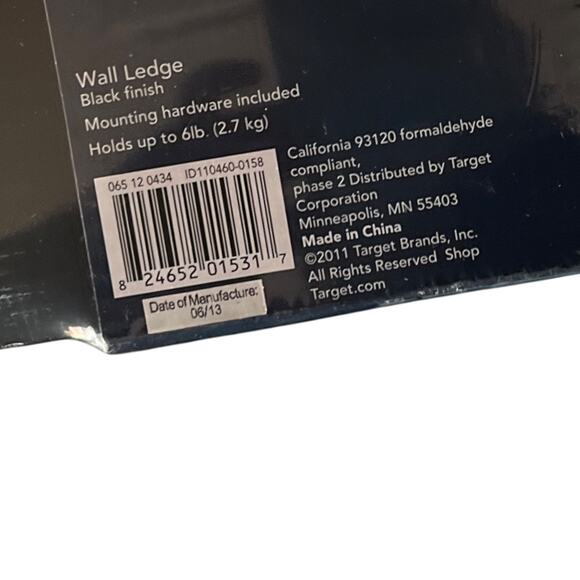 Wall Ledge
Black finish
Mounting hardware included
Holds up to 6lb. (2.7 kg)
065 12 0434 ID110460-0158
8 24652 01531 7
Date of Manufacture:
06/13
California 93120 formaldehyde
compliant,
phase 2 Distributed by Target
Corporation
Minneapolis, MN 55403
Made in China
©2011 Target Brands, Inc.
All Rights Reserved Shop
Target.com